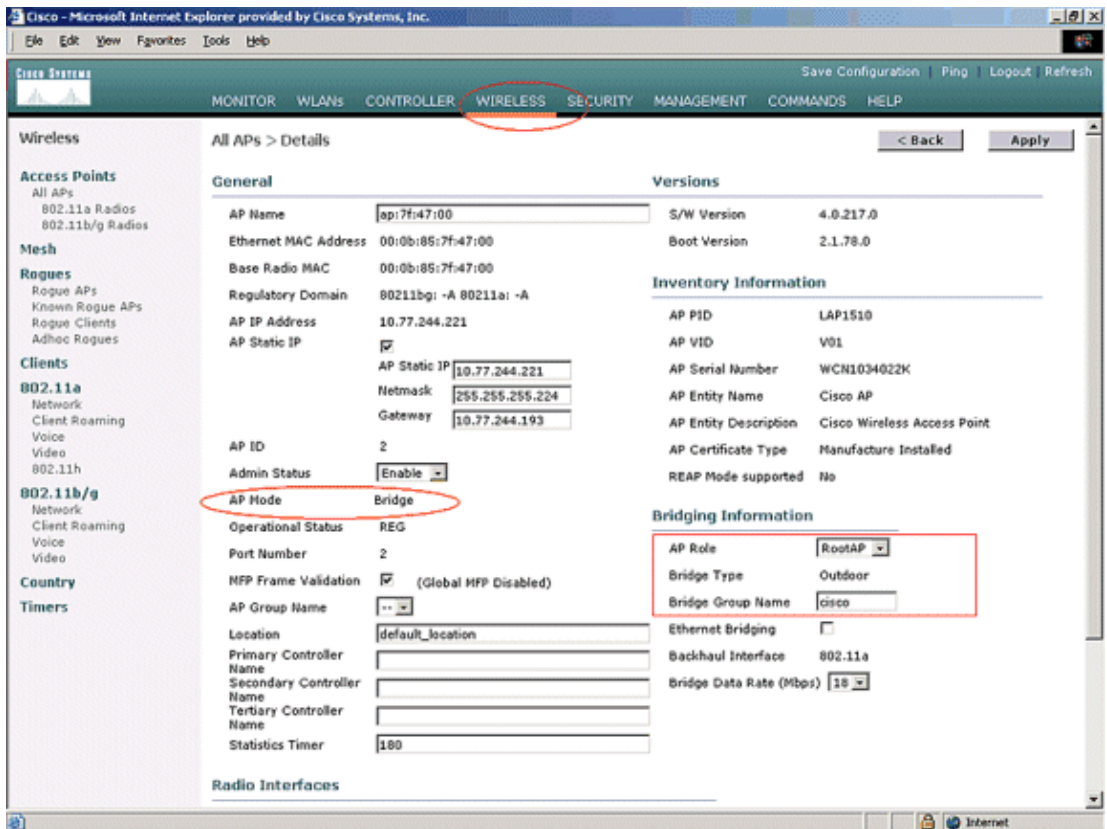 Cisco - Microsoft Internet Explorer provided by Cisco Systems, Inc.
File Edit View Favorites Tools Help
Cisco Systems
Save Configuration | Ping | Logout | Refresh
MONITOR WLANs CONTROLLER WIRELESS SECURITY MANAGEMENT COMMANDS HELP
Wireless
Access Points
All APs
802.11a Radios
802.11b/g Radios
Mesh
Rogues
Rogue APs
Known Rogue APs
Rogue Clients
Adhoc Rogues
Clients
802.11a
Network
Client Roaming
Voice
Video
802.11h
802.11b/g
Network
Client Roaming
Voice
Video
Country
Timers
All APs > Details
< Back Apply
General
AP Name ap:7f:47:00
Ethernet MAC Address 00:0b:85:7f:47:00
Base Radio MAC 00:0b:85:7f:47:00
Regulatory Domain 80211bg: -A 80211a: -A
AP IP Address 10.77.244.221
AP Static IP
AP Static IP 10.77.244.221
Netmask 255.255.255.224
Gateway 10.77.244.193
AP ID 2
Admin Status Enable
AP Mode Bridge
Operational Status REG
Port Number 2
MFP Frame Validation (Global MFP Disabled)
AP Group Name --
Location default_location
Primary Controller
Name
Secondary Controller
Name
Tertiary Controller
Name
Statistics Timer 180
Radio Interfaces
Versions
S/W Version 4.0.217.0
Boot Version 2.1.78.0
Inventory Information
AP PID LAP1510
AP VID V01
AP Serial Number WCN1034022K
AP Entity Name Cisco AP
AP Entity Description Cisco Wireless Access Point
AP Certificate Type Manufacture Installed
REAP Mode supported No
Bridging Information
AP Role RootAP
Bridge Type Outdoor
Bridge Group Name cisco
Ethernet Bridging
Backhaul Interface 802.11a
Bridge Data Rate (Mbps) 18
Internet